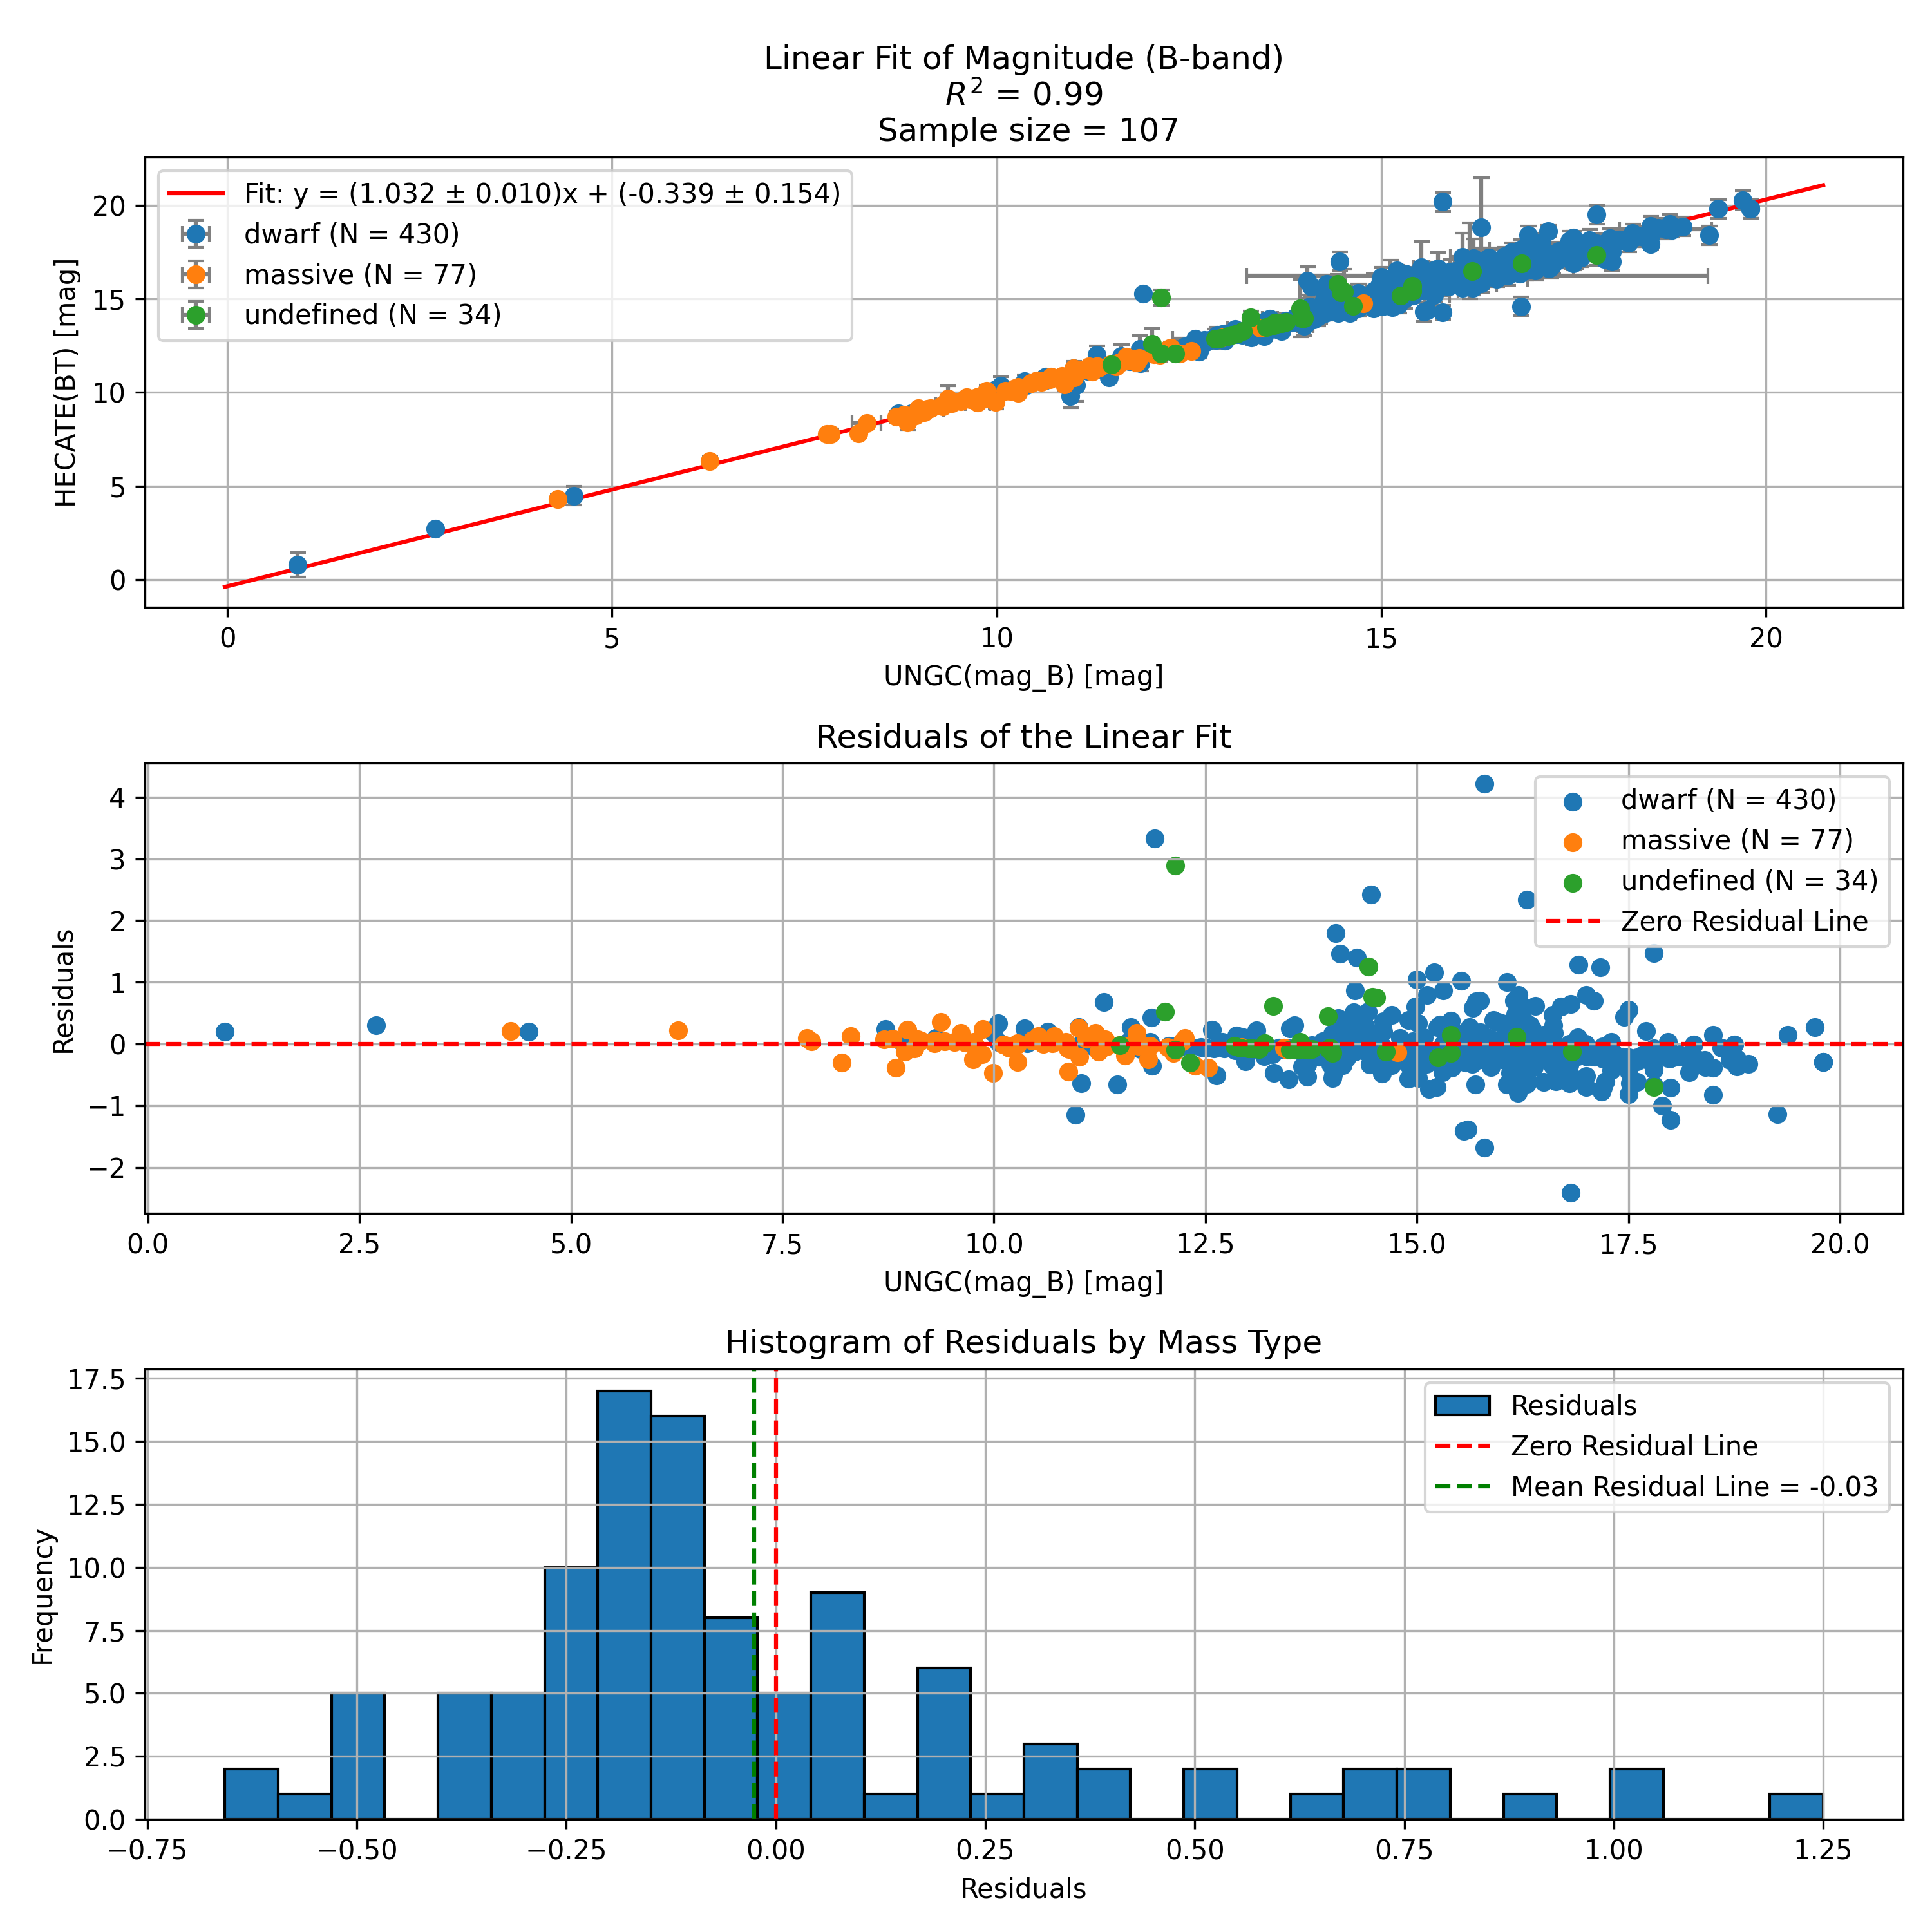 Linear Fit of Magnitude (B-band)
R² = 0.99
Sample size = 107
Fit: y = (1.032 ± 0.010)x + (-0.339 ± 0.154)
dwarf (N = 430)
massive (N = 77)
undefined (N = 34)
HECATE(BT) [mag]
20
15
10
5
0
0 5 10 15 20
UNGC(mag_B) [mag]
Residuals of the Linear Fit
dwarf (N = 430)
massive (N = 77)
undefined (N = 34)
Zero Residual Line
Residuals
4
3
2
1
0
−1
−2
0.0 2.5 5.0 7.5 10.0 12.5 15.0 17.5 20.0
UNGC(mag_B) [mag]
Histogram of Residuals by Mass Type
Residuals
Zero Residual Line
Mean Residual Line = -0.03
Frequency
17.5
15.0
12.5
10.0
7.5
5.0
2.5
0.0
−0.75 −0.50 −0.25 0.00 0.25 0.50 0.75 1.00 1.25
Residuals